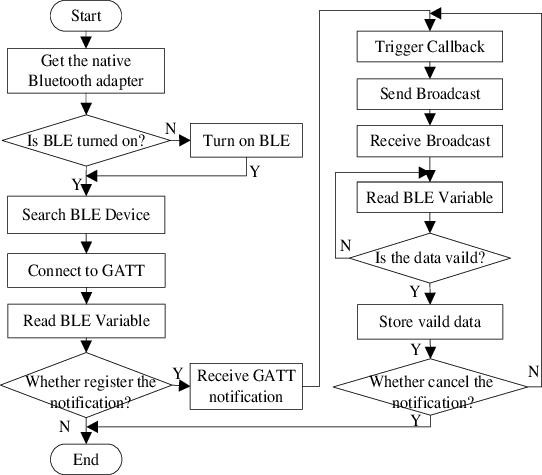 Start
Get the native
Bluetooth adapter
Is BLE turned on?
N
Turn on BLE
Y
Y
Search BLE Device
Connect to GATT
Read BLE Variable
Whether register the
notification?
Y
N
Receive GATT
notification
End
Trigger Callback
Send Broadcast
Receive Broadcast
Read BLE Variable
Is the data vaild?
N
Y
Store vaild data
Y
Whether cancel the
notification?
N
Y